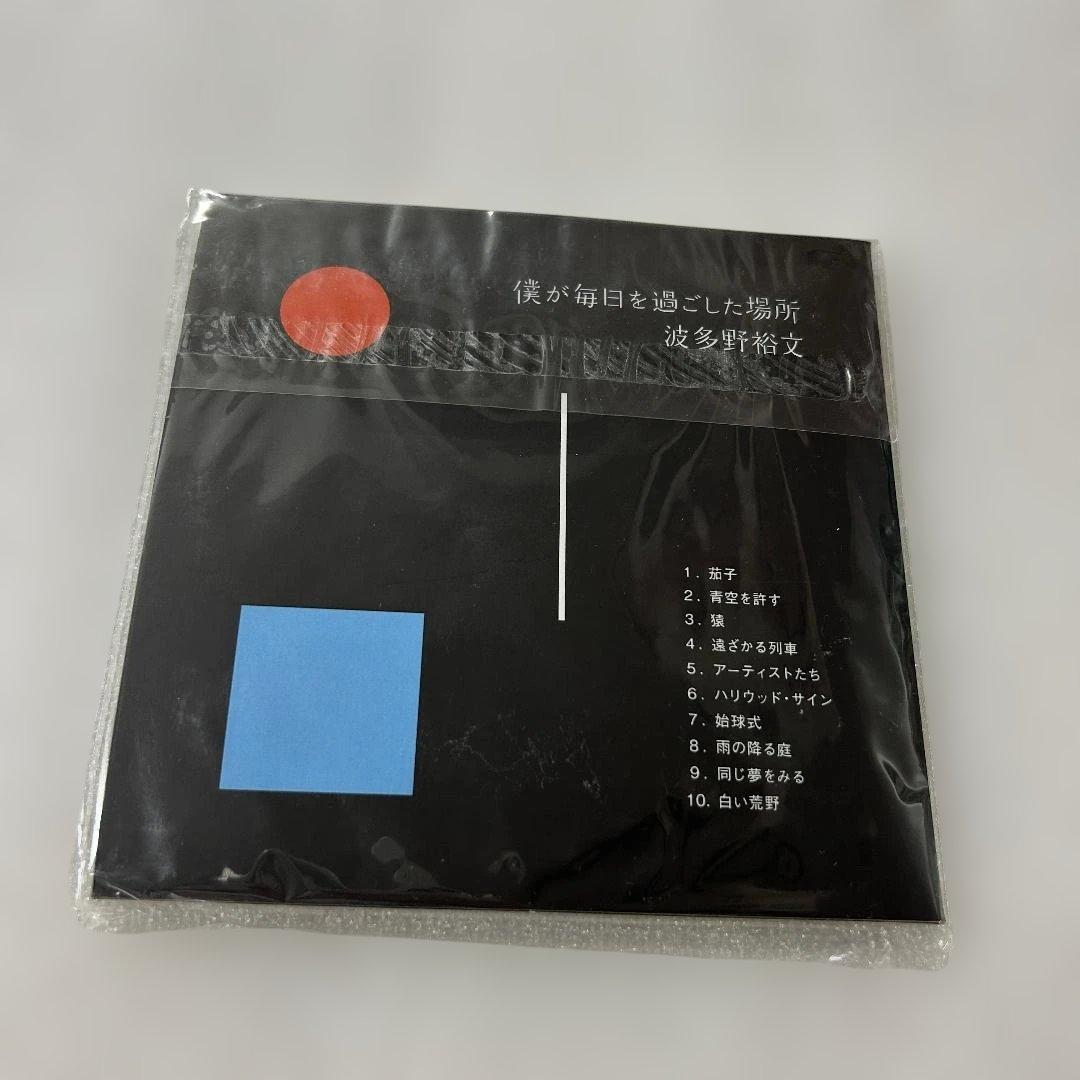 僕が毎日を過ごした場所
波多野裕文
1. 茄子
2. 青空を許す
3. 猿
4. 遠ざかる列車
5. アーティストたち
6. ハリウッド・サイン
7. 始球式
8. 雨の降る庭
9. 同じ夢をみる
10. 白い荒野